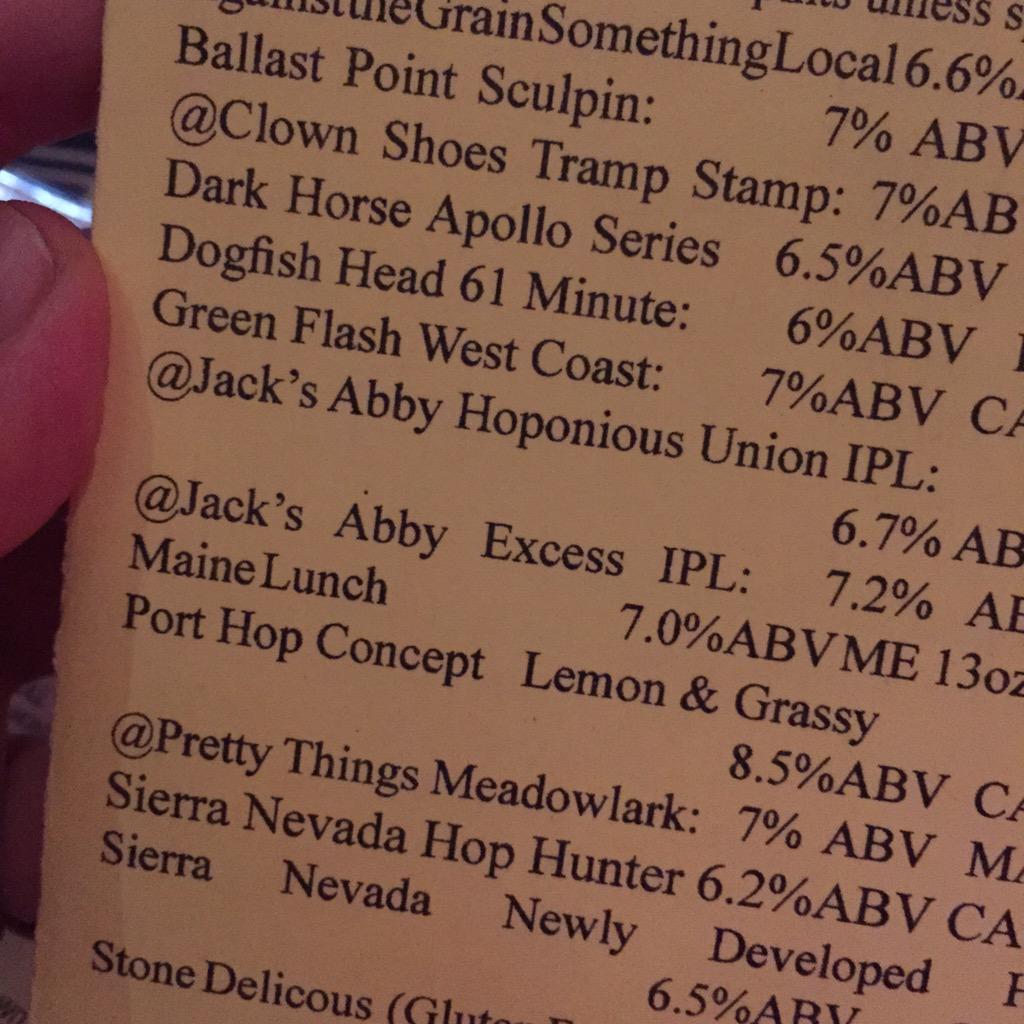 GrainSomethingLocal 6.6%
Ballast Point Sculpin: 7% ABV
@Clown Shoes Tramp Stamp: 7%AB
Dark Horse Apollo Series 6.5%ABV
Dogfish Head 61 Minute: 6%ABV
Green Flash West Coast: 7%ABV CA
@Jack's Abby Hoponious Union IPL:
6.7% AB
@Jack's Abby Excess IPL: 7.2% AB
MaineLunch 7.0%ABVME 13oz
Port Hop Concept Lemon & Grassy
8.5%ABV CA
@Pretty Things Meadowlark: 7% ABV MA
Sierra Nevada Hop Hunter 6.2%ABV CA
Sierra Nevada Newly Developed
6.5%ABV
Stone Delicous (Glut